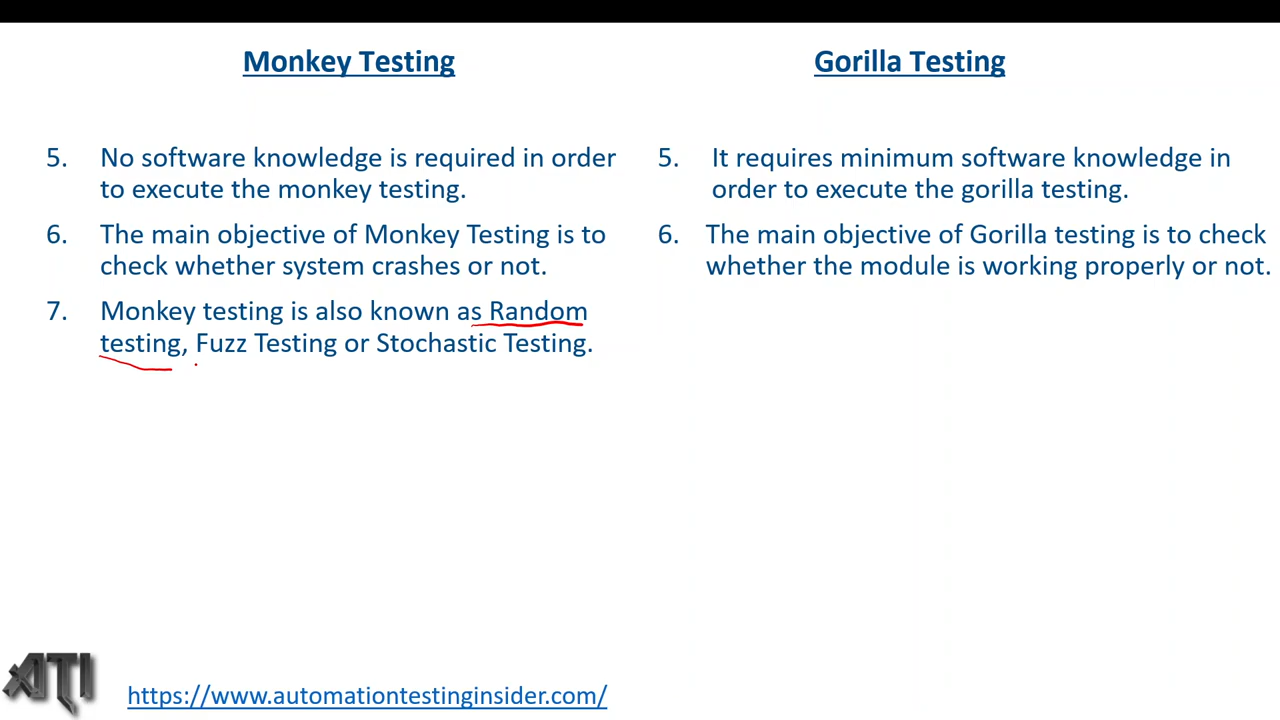 Monkey Testing
5. No software knowledge is required in order
to execute the monkey testing.
6. The main objective of Monkey Testing is to
check whether system crashes or not.
7. Monkey testing is also known as Random
testing, Fuzz Testing or Stochastic Testing.
Gorilla Testing
5. It requires minimum software knowledge in
order to execute the gorilla testing.
6. The main objective of Gorilla testing is to check
whether the module is working properly or not.
ATI
https://www.automationtestinginsider.com/